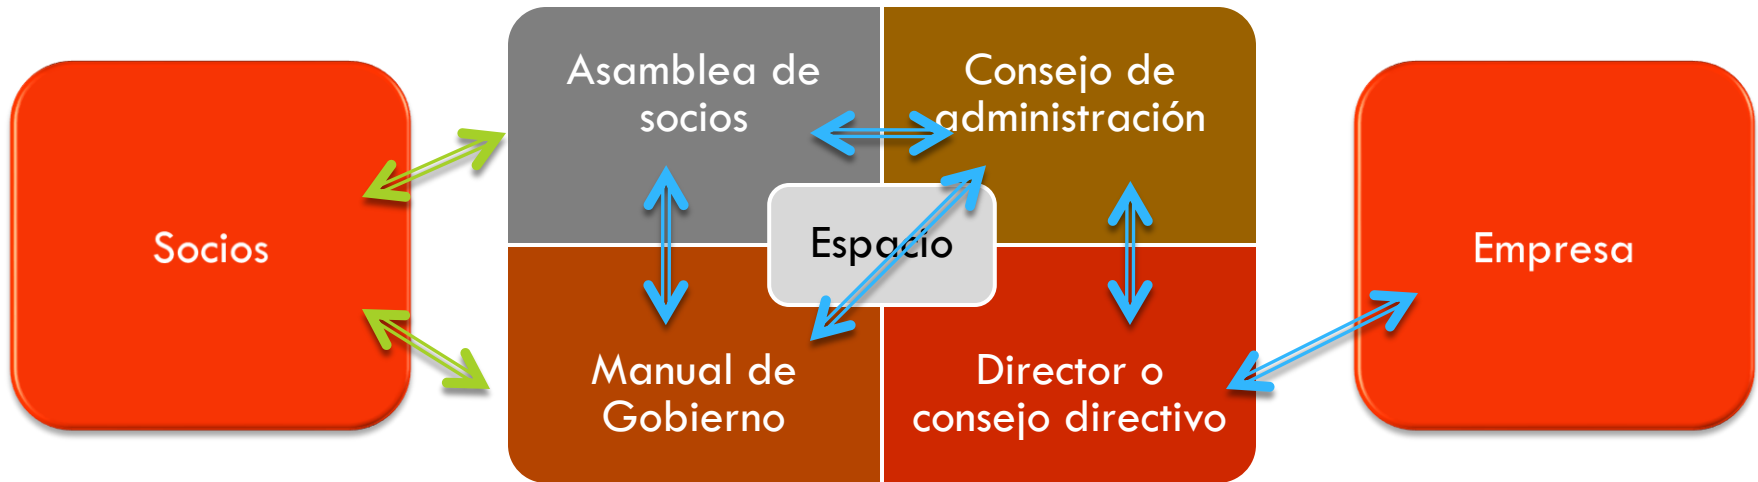 Socios
Asamblea de
socios
Consejo de
administración
Espacio
Manual de
Gobierno
Director o
consejo directivo
Empresa